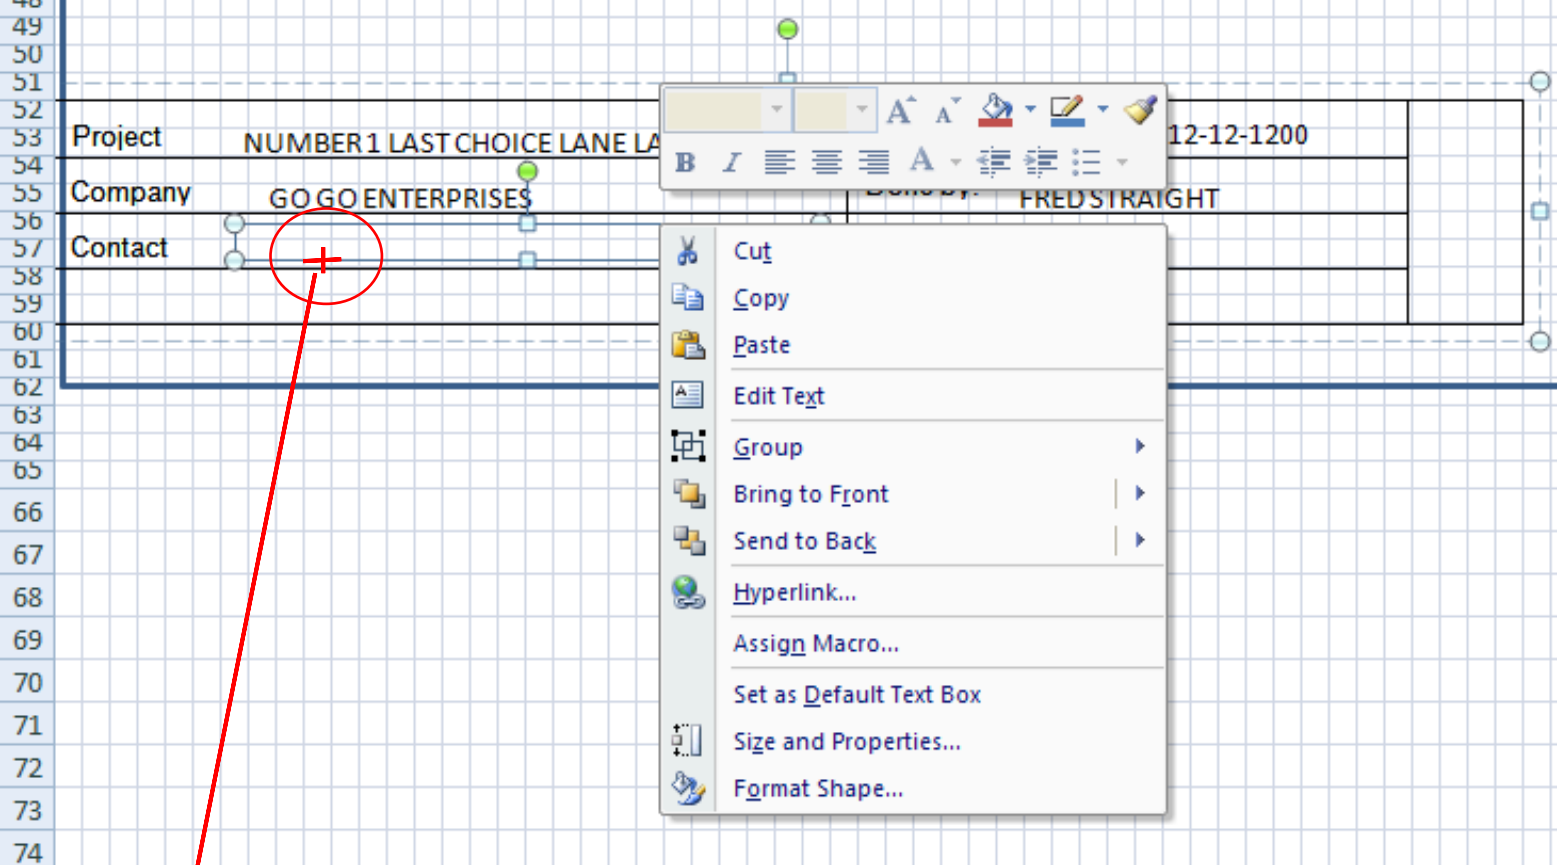 48
49
50
51
52
53 Project NUMBER 1 LAST CHOICE LANE LA 12-12-1200
54
55 Company GO GO ENTERPRISES FRED STRAIGHT
56
57 Contact
58
59
60
61
62
63
64
65
66
67
68
69
70
71
72
73
74
A A
B I A
Cut
Copy
Paste
Edit Text
Group
Bring to Front
Send to Back
Hyperlink...
Assign Macro...
Set as Default Text Box
Size and Properties...
Format Shape...